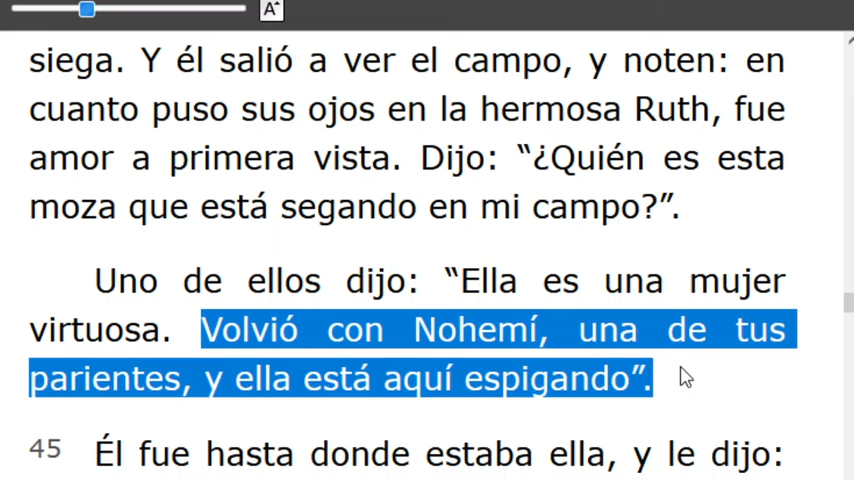 A
siega. Y él salió a ver el campo, y noten: en
cuanto puso sus ojos en la hermosa Ruth, fue
amor a primera vista. Dijo: “¿Quién es esta
moza que está segando en mi campo?”.
Uno de ellos dijo: “Ella es una mujer
virtuosa. Volvió con Nohemí, una de tus
parientes, y ella está aquí espigando”.
45 Él fue hasta donde estaba ella, y le dijo: